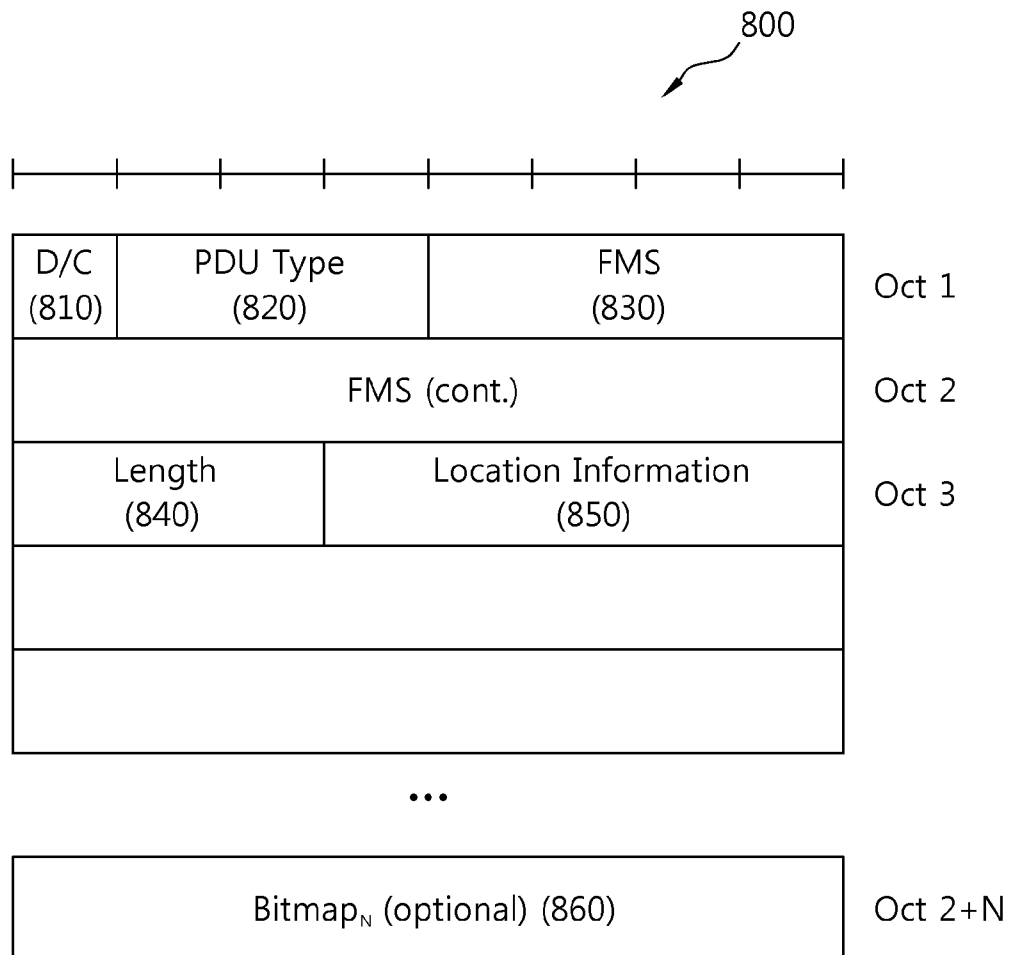 800
D/C
(810)
PDU Type
(820)
FMS
(830)
Oct 1
FMS (cont.)
Oct 2
Length
(840)
Location Information
(850)
Oct 3
...
Bitmap_N (optional) (860)
Oct 2+N